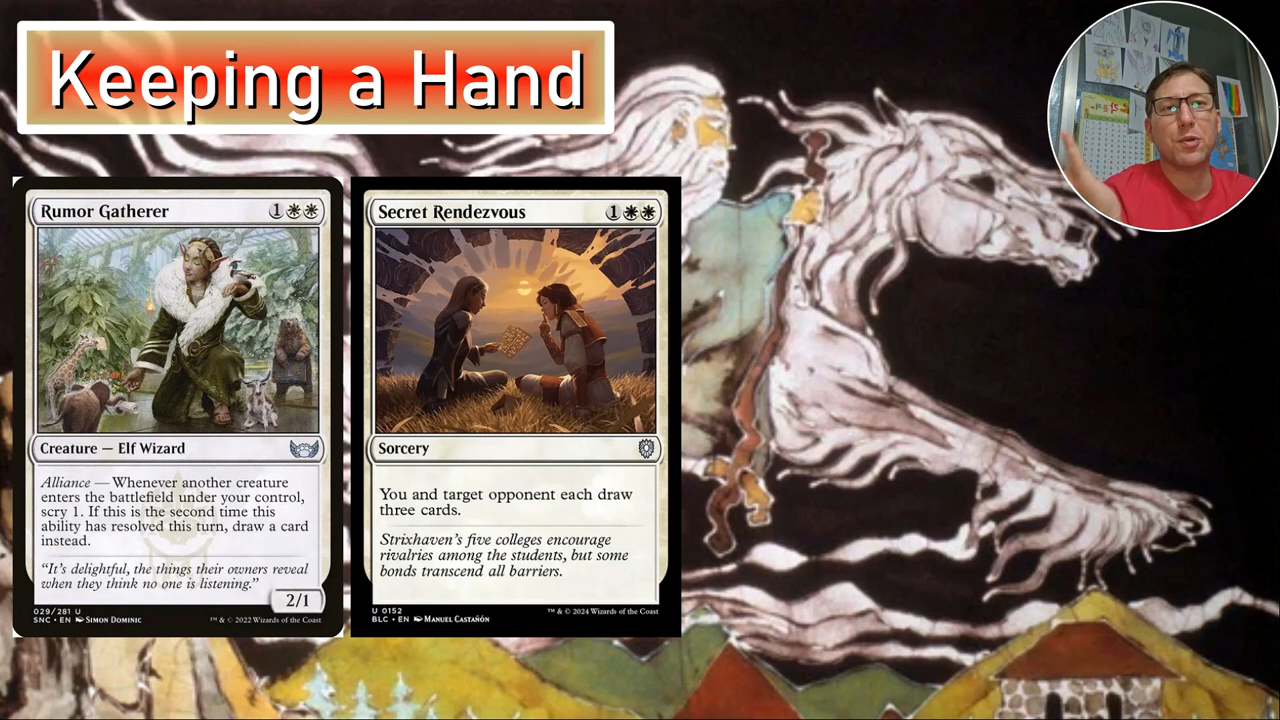 Keeping a Hand
Rumor Gatherer 1
Creature — Elf Wizard
Alliance — Whenever another creature
enters the battlefield under your control,
scry 1. If this is the second time this
ability has resolved this turn, draw a card
instead.
“It’s delightful, the things their owners reveal
when they think no one is listening.”
2/1
029/281 U
SNC • EN SIMON DOMINIC ™ & © 2022 Wizards of the Coast
Secret Rendezvous 1
Sorcery
You and target opponent each draw
three cards.
Strixhaven’s five colleges encourage
rivalries among the students, but some
bonds transcend all barriers.
U 0152
BLC • EN MANUEL CASTAÑÓN ™ & © 2024 Wizards of the Coast